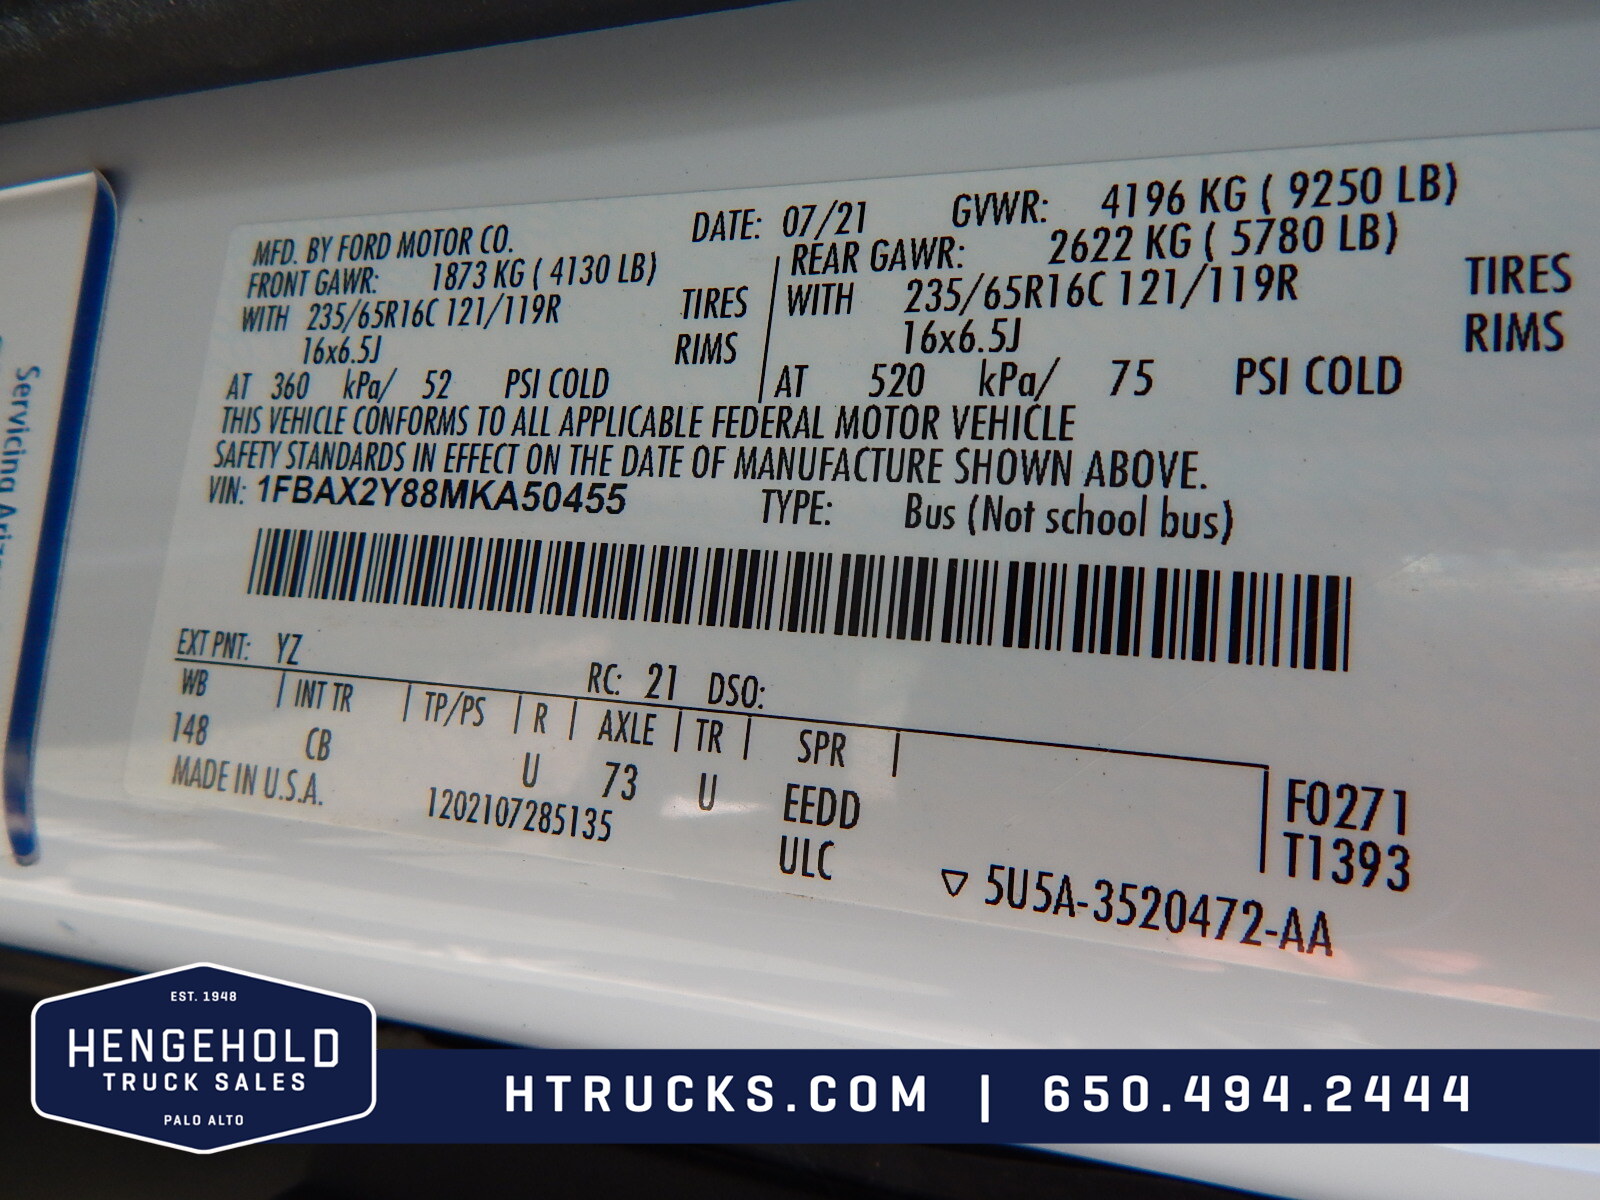 MFD. BY FORD MOTOR CO. DATE: 07/21 GVWR: 4196 KG ( 9250 LB)
FRONT GAWR: 1873 KG ( 4130 LB) REAR GAWR: 2622 KG ( 5780 LB)
WITH 235/65R16C 121/119R TIRES WITH 235/65R16C 121/119R TIRES
16x6.5J RIMS 16x6.5J RIMS
AT 360 kPa/ 52 PSI COLD AT 520 kPa/ 75 PSI COLD
THIS VEHICLE CONFORMS TO ALL APPLICABLE FEDERAL MOTOR VEHICLE
SAFETY STANDARDS IN EFFECT ON THE DATE OF MANUFACTURE SHOWN ABOVE.
VIN: 1FBAX2Y88MKA50455 TYPE: Bus (Not school bus)
EXT PNT: YZ RC: 21 DSO:
WB | INT TR | TP/PS | R | AXLE | TR | SPR |
148 CB U 73 U EEDD F0271
MADE IN U.S.A. 1202107285135 ULC T1393
▽ 5U5A-3520472-AA
Servicing
EST. 1948
HENGEHOLD
TRUCK SALES
PALO ALTO
HTRUCKS.COM | 650.494.2444